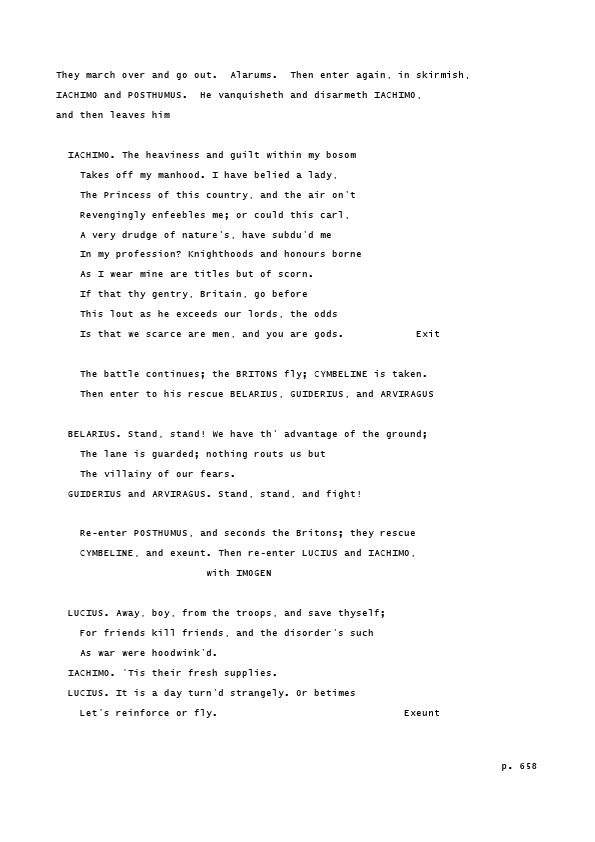 They march over and go out.  Alarums.  Then enter again, in skirmish,
IACHIMO and POSTHUMUS.  He vanquisheth and disarmeth IACHIMO,
and then leaves him
IACHIMO. The heaviness and guilt within my bosom
Takes off my manhood. I have belied a lady,
The Princess of this country, and the air on't
Revengingly enfeebles me; or could this carl,
A very drudge of nature's, have subdu'd me
In my profession? Knighthoods and honours borne
As I wear mine are titles but of scorn.
If that thy gentry, Britain, go before
This lout as he exceeds our lords, the odds
Is that we scarce are men, and you are gods.            Exit
The battle continues; the BRITONS fly; CYMBELINE is taken.
Then enter to his rescue BELARIUS, GUIDERIUS, and ARVIRAGUS
BELARIUS. Stand, stand! We have th' advantage of the ground;
The lane is guarded; nothing routs us but
The villainy of our fears.
GUIDERIUS and ARVIRAGUS. Stand, stand, and fight!
Re-enter POSTHUMUS, and seconds the Britons; they rescue
CYMBELINE, and exeunt. Then re-enter LUCIUS and IACHIMO,
with IMOGEN
LUCIUS. Away, boy, from the troops, and save thyself;
For friends kill friends, and the disorder's such
As war were hoodwink'd.
IACHIMO. 'Tis their fresh supplies.
LUCIUS. It is a day turn'd strangely. Or betimes
Let's reinforce or fly.                               Exeunt
p. 658